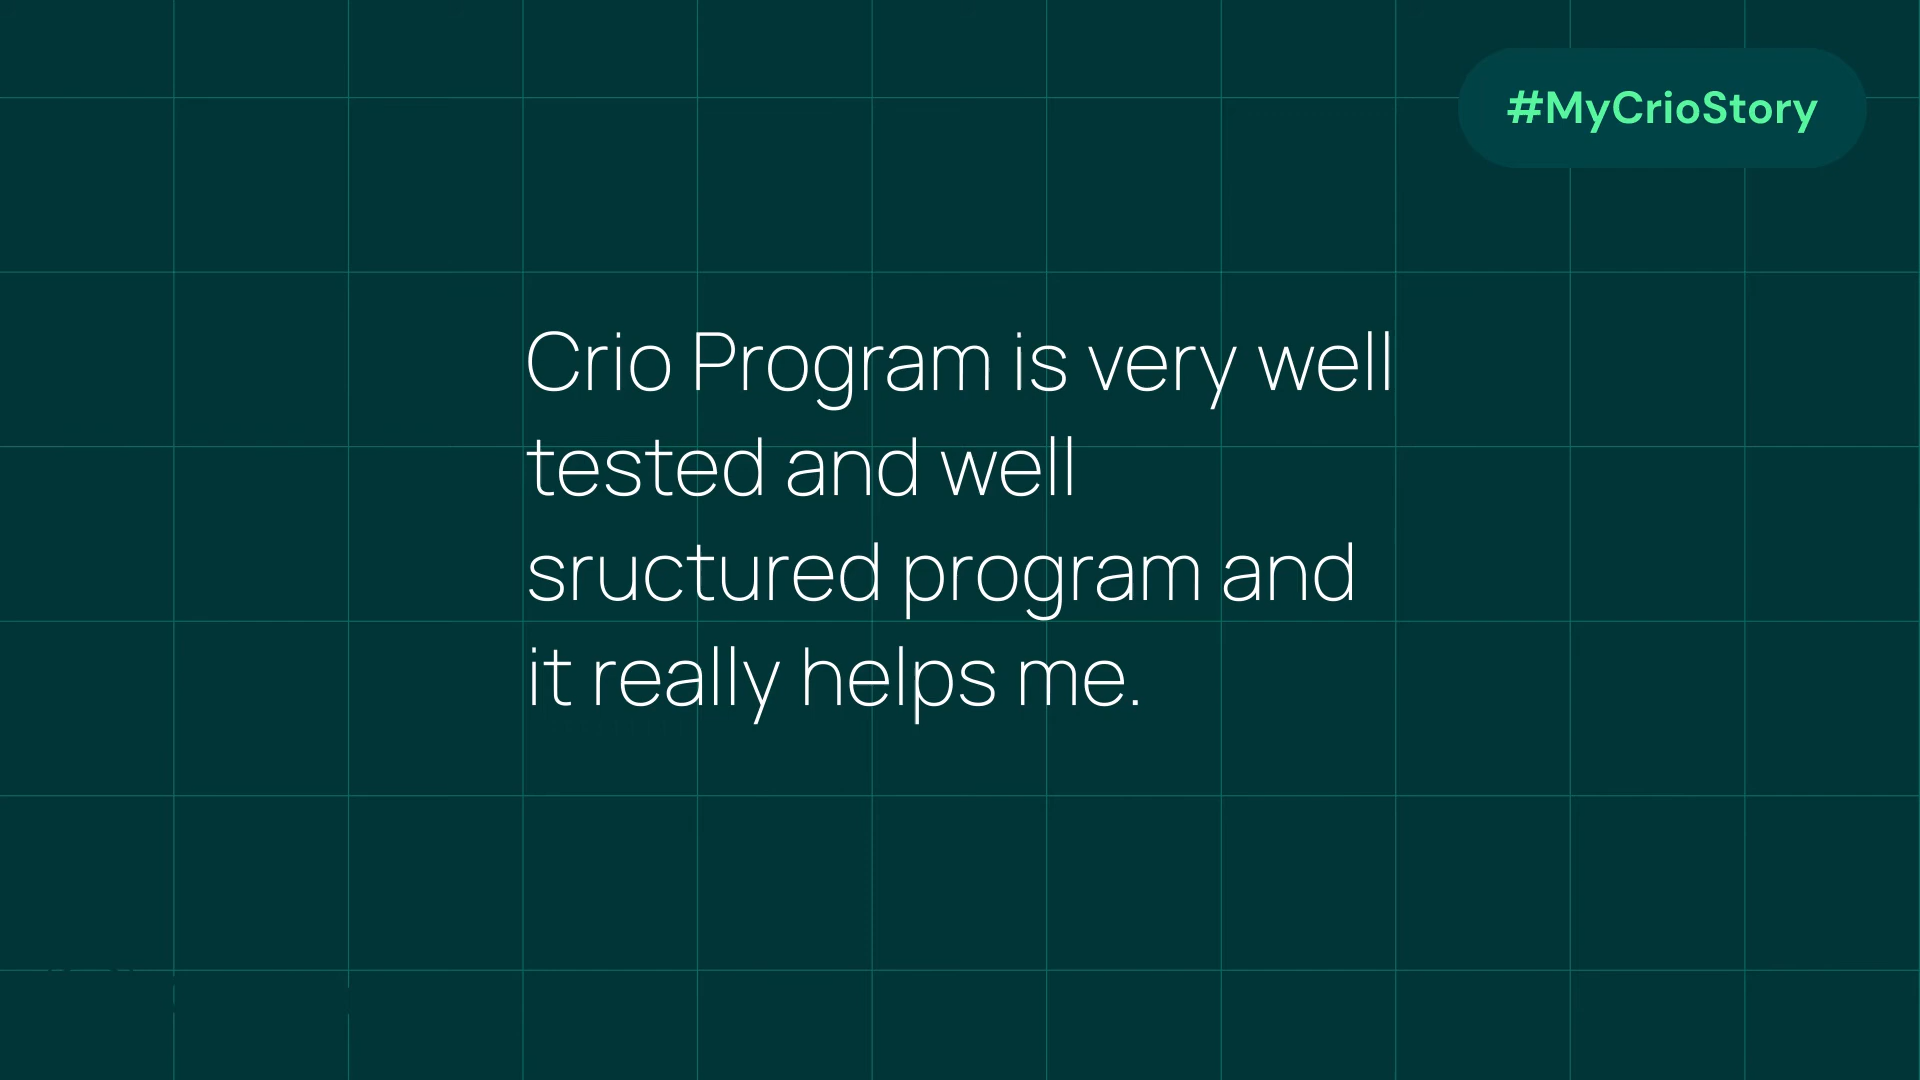 #MyCrioStory
Crio Program is very well
tested and well
sructured program and
it really helps me.